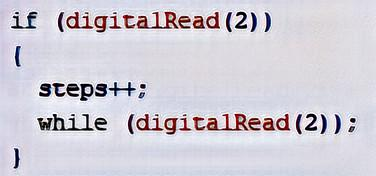 if (digitalRead(2))
{
  steps++;
  while (digitalRead(2));
}